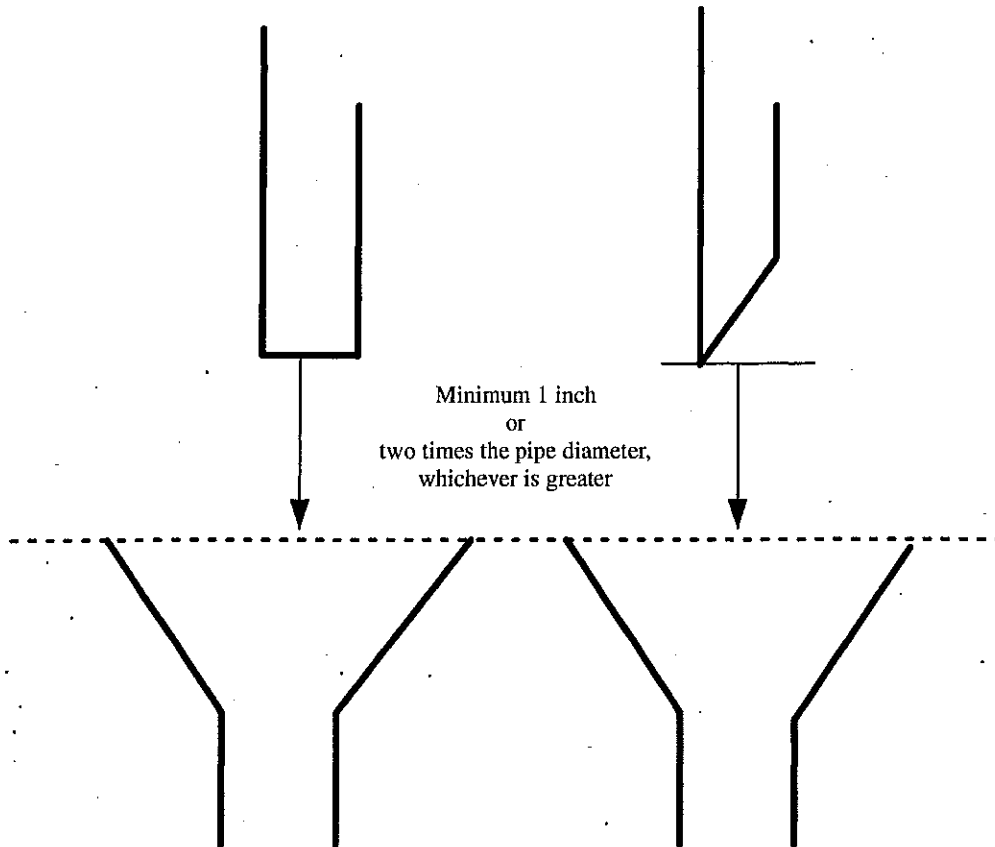 Minimum 1 inch
or
two times the pipe diameter,
whichever is greater